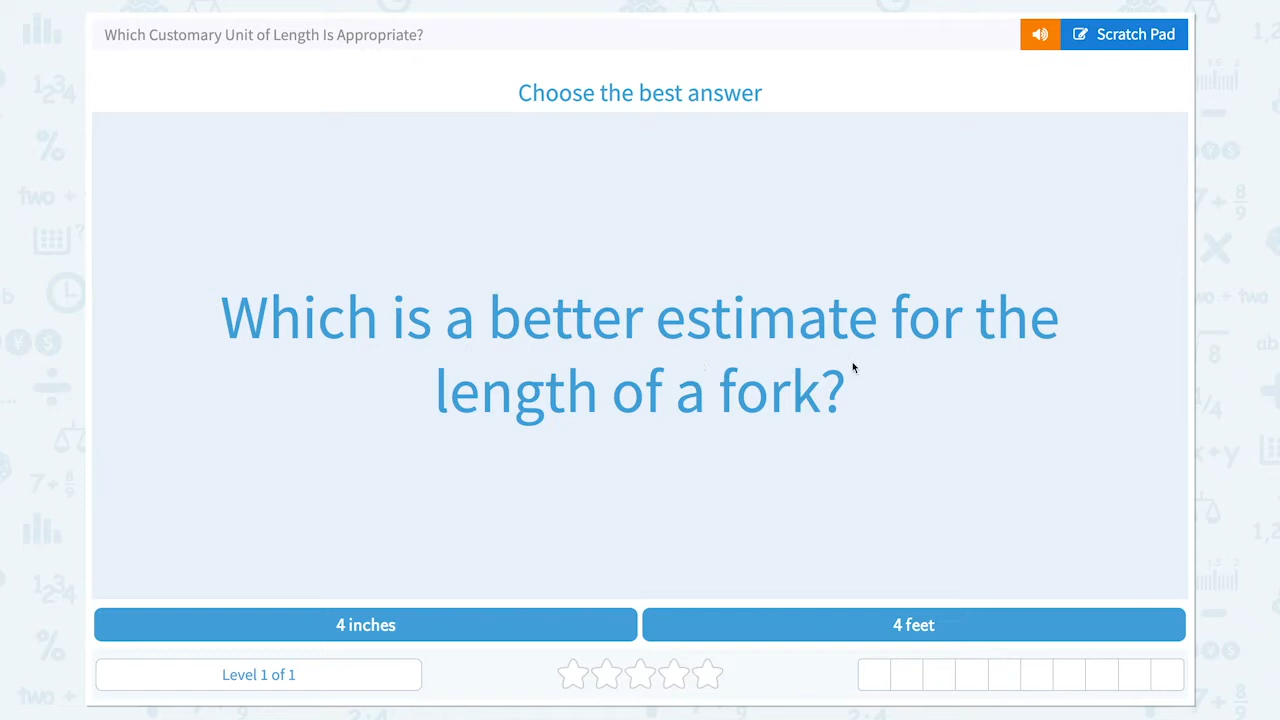 Which Customary Unit of Length Is Appropriate?
Scratch Pad
Choose the best answer
Which is a better estimate for the
length of a fork?
4 inches
4 feet
Level 1 of 1